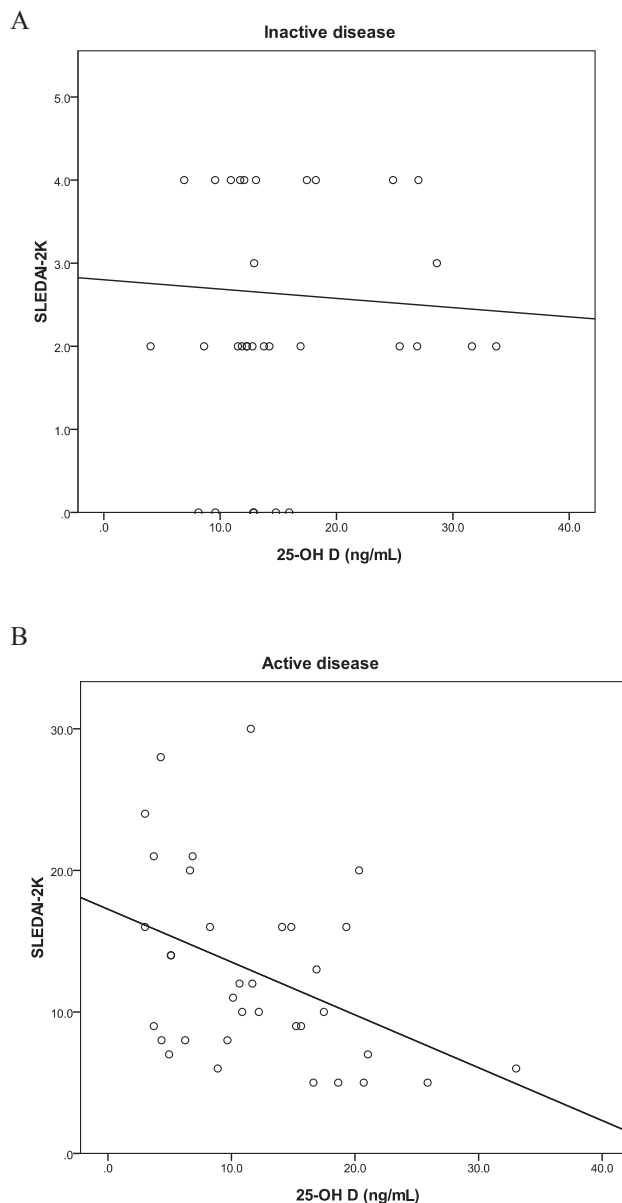 A
Inactive disease
5.0
4.0
3.0
2.0
1.0
.0
SLEDAI-2K
.0 10.0 20.0 30.0 40.0
25-OH D (ng/mL)
B
Active disease
30.0
20.0
10.0
.0
SLEDAI-2K
.0 10.0 20.0 30.0 40.0
25-OH D (ng/mL)